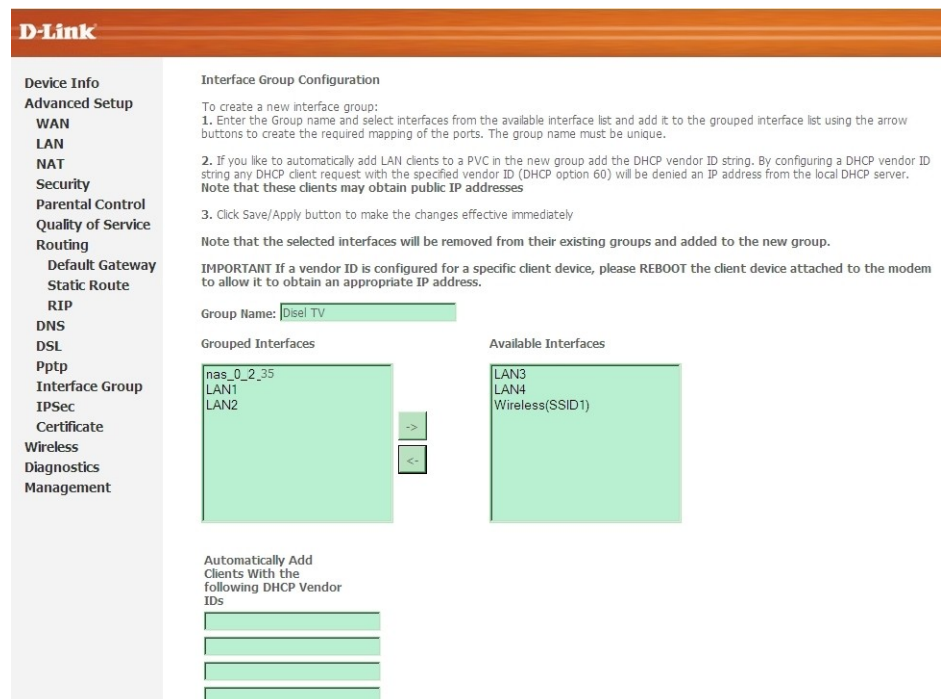 D-Link
Device Info
Advanced Setup
WAN
LAN
NAT
Security
Parental Control
Quality of Service
Routing
Default Gateway
Static Route
RIP
DNS
DSL
Pptp
Interface Group
IPSec
Certificate
Wireless
Diagnostics
Management
Interface Group Configuration
To create a new interface group:
1. Enter the Group name and select interfaces from the available interface list and add it to the grouped interface list using the arrow
buttons to create the required mapping of the ports. The group name must be unique.
2. If you like to automatically add LAN clients to a PVC in the new group add the DHCP vendor ID string. By configuring a DHCP vendor ID
string any DHCP client request with the specified vendor ID (DHCP option 60) will be denied an IP address from the local DHCP server.
Note that these clients may obtain public IP addresses
3. Click Save/Apply button to make the changes effective immediately
Note that the selected interfaces will be removed from their existing groups and added to the new group.
IMPORTANT If a vendor ID is configured for a specific client device, please REBOOT the client device attached to the modem
to allow it to obtain an appropriate IP address.
Group Name: Disel TV
Grouped Interfaces
nas_0_2_35
LAN1
LAN2
->
<-
Available Interfaces
LAN3
LAN4
Wireless(SSID1)
Automatically Add
Clients With the
following DHCP Vendor
IDs